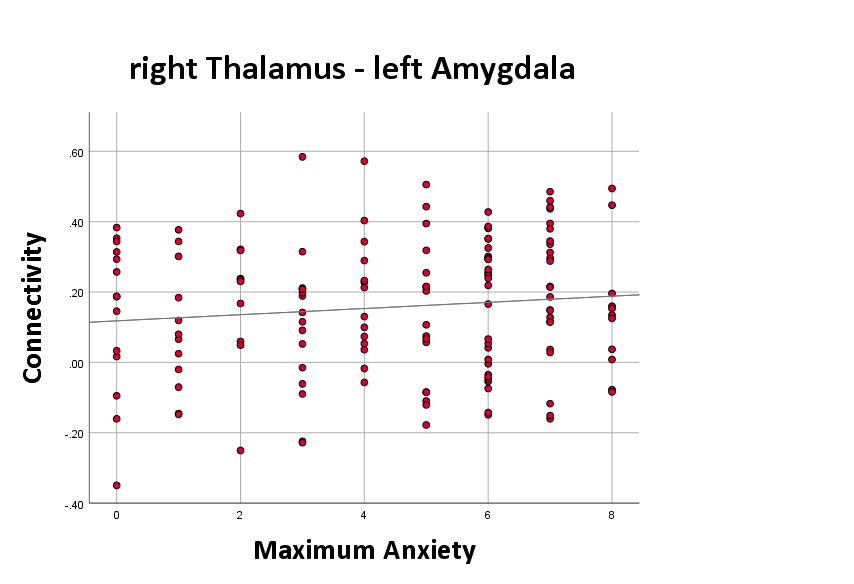 right Thalamus - left Amygdala
.60
.40
.20
.00
-.20
-.40
Connectivity
0 2 4 6 8
Maximum Anxiety